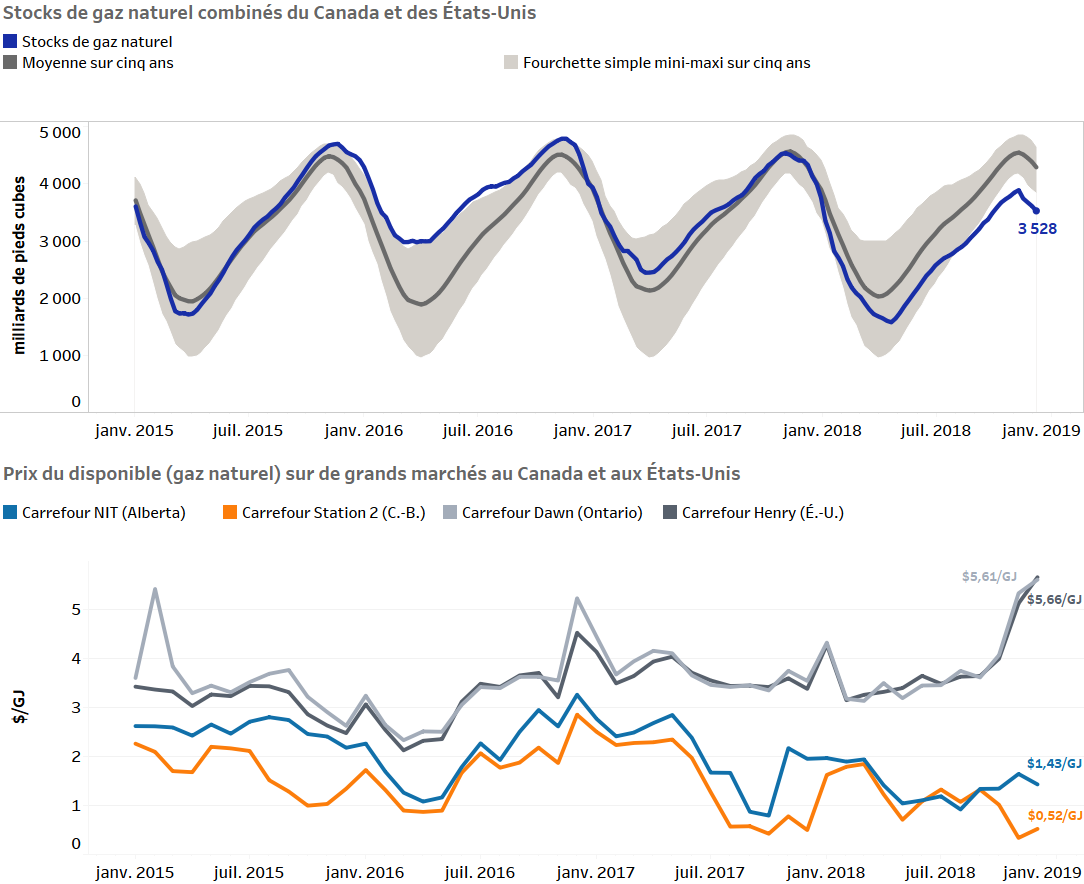 Stocks de gaz naturel combinés du Canada et des États-Unis
Stocks de gaz naturel
Moyenne sur cinq ans
Fourchette simple mini-maxi sur cinq ans
milliards de pieds cubes
5 000
4 000
3 000
2 000
1 000
0
3 528
janv. 2015
juil. 2015
janv. 2016
juil. 2016
janv. 2017
juil. 2017
janv. 2018
juil. 2018
janv. 2019
Prix du disponible (gaz naturel) sur de grands marchés au Canada et aux États-Unis
Carrefour NIT (Alberta)
Carrefour Station 2 (C.-B.)
Carrefour Dawn (Ontario)
Carrefour Henry (É.-U.)
$/GJ
5
4
3
2
1
0
$5,61/GJ
$5,66/GJ
$1,43/GJ
$0,52/GJ
janv. 2015
juil. 2015
janv. 2016
juil. 2016
janv. 2017
juil. 2017
janv. 2018
juil. 2018
janv. 2019